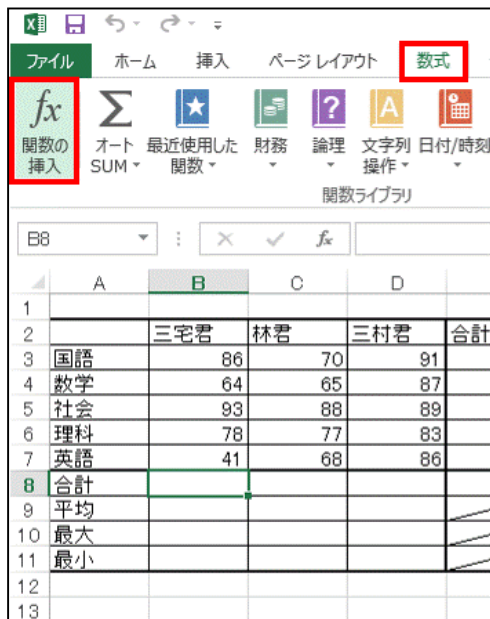 ファイル ホーム 挿入 ページ レイアウト 数式
fx Σ ★ ? A
関数の挿入 オート SUM 最近使用した関数 財務 論理 文字列操作 日付/時刻
関数ライブラリ
B8 fx
A B C D
1
2 三宅君 林君 三村君 合計
3 国語 86 70 91
4 数学 64 65 87
5 社会 93 88 89
6 理科 78 77 83
7 英語 41 68 86
8 合計
9 平均
10 最大
11 最小
12
13